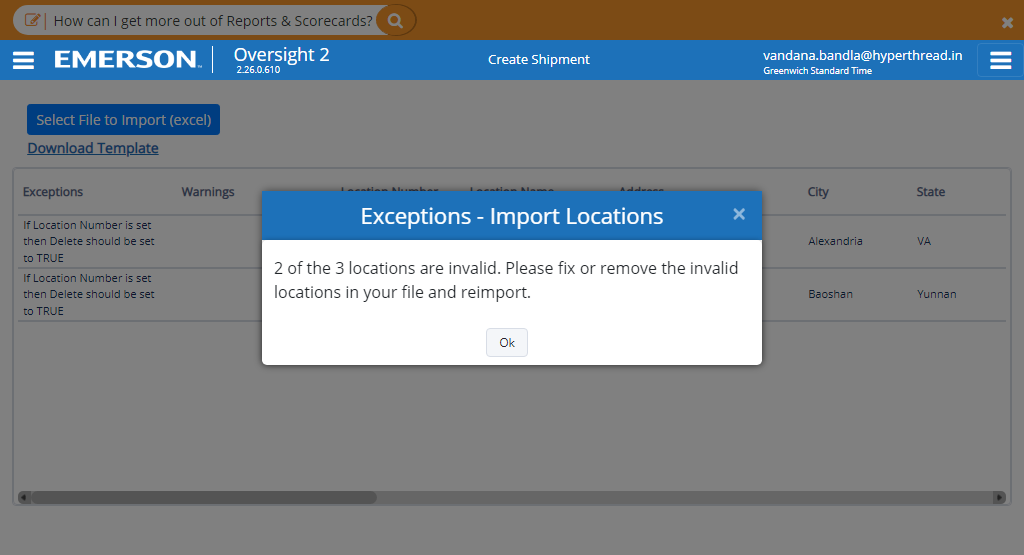 How can I get more out of Reports & Scorecards?
EMERSON™
Oversight 2
2.26.0.610
Create Shipment
vandana.bandla@hyperthread.in
Greenwich Standard Time
Select File to Import (excel)
Download Template
Exceptions Warnings Location Number Location Name Address City State
If Location Number is set
then Delete should be set
to TRUE
Alexandria VA
If Location Number is set
then Delete should be set
to TRUE
Baoshan Yunnan
Exceptions - Import Locations
2 of the 3 locations are invalid. Please fix or remove the invalid
locations in your file and reimport.
Ok